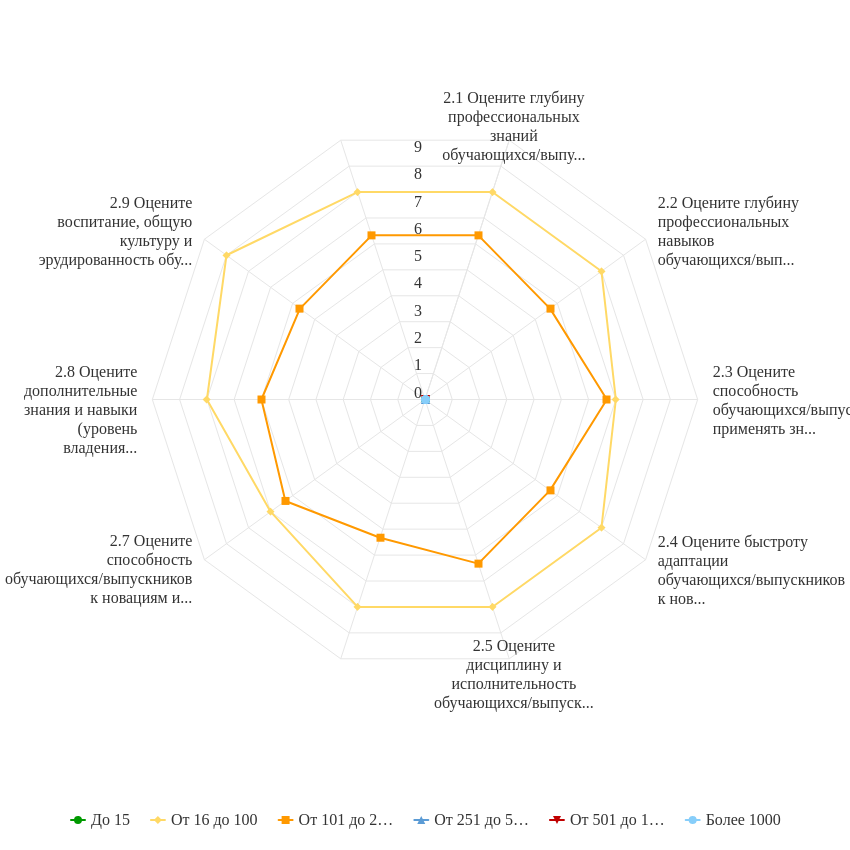 2.1 Оцените глубину
профессиональных
знаний
обучающихся/выпу...
2.2 Оцените глубину
профессиональных
навыков
обучающихся/вып...
2.3 Оцените
способность
обучающихся/выпус
применять зн...
2.4 Оцените быстроту
адаптации
обучающихся/выпускников
к нов...
2.5 Оцените
дисциплину и
исполнительность
обучающихся/выпуск...
2.7 Оцените
способность
обучающихся/выпускников
к новациям и...
2.8 Оцените
дополнительные
знания и навыки
(уровень
владения...
2.9 Оцените
воспитание, общую
культуру и
эрудированность обу...
9
8
7
6
5
4
3
2
1
0
До 15
От 16 до 100
От 101 до 2…
От 251 до 5…
От 501 до 1…
Более 1000